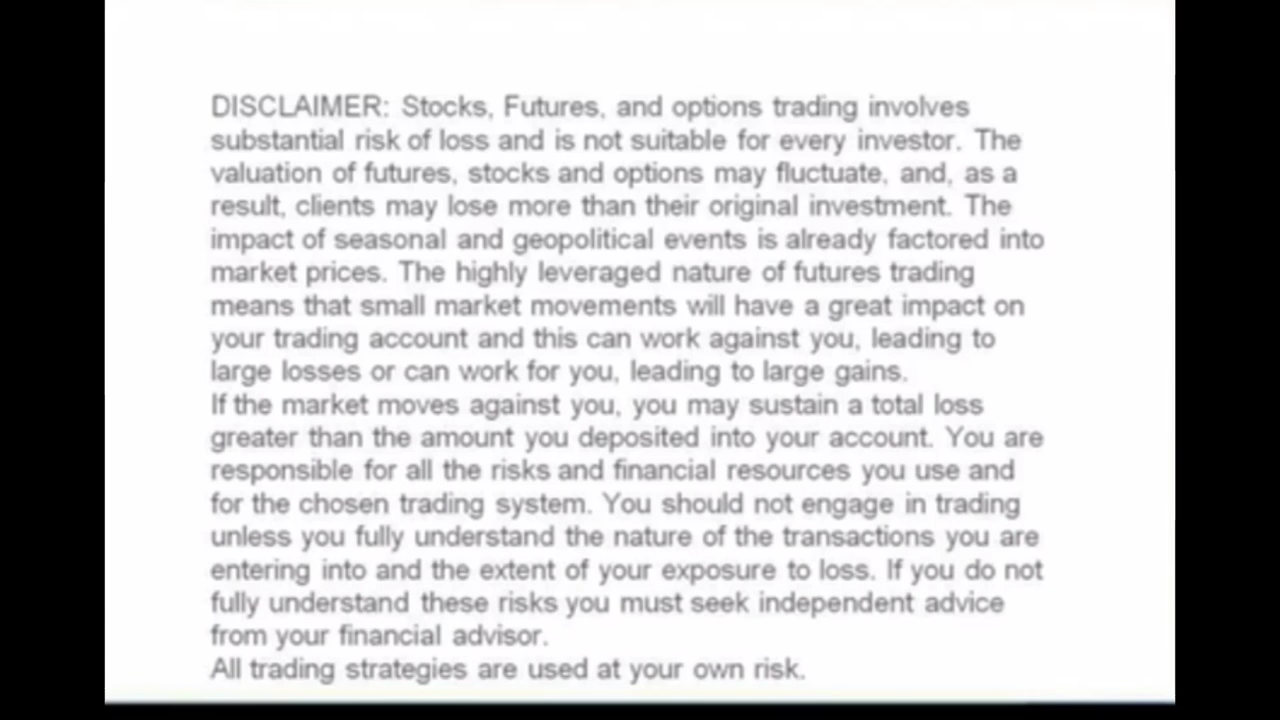 DISCLAIMER: Stocks, Futures, and options trading involves
substantial risk of loss and is not suitable for every investor. The
valuation of futures, stocks and options may fluctuate, and, as a
result, clients may lose more than their original investment. The
impact of seasonal and geopolitical events is already factored into
market prices. The highly leveraged nature of futures trading
means that small market movements will have a great impact on
your trading account and this can work against you, leading to
large losses or can work for you, leading to large gains.
If the market moves against you, you may sustain a total loss
greater than the amount you deposited into your account. You are
responsible for all the risks and financial resources you use and
for the chosen trading system. You should not engage in trading
unless you fully understand the nature of the transactions you are
entering into and the extent of your exposure to loss. If you do not
fully understand these risks you must seek independent advice
from your financial advisor.
All trading strategies are used at your own risk.